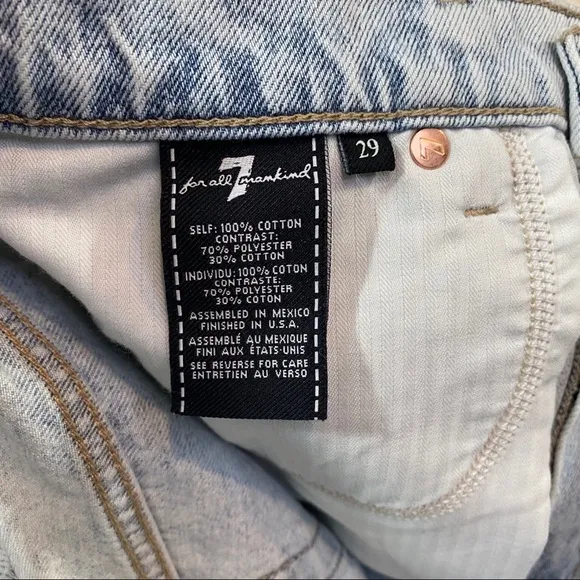 for all 7 mankind
29
SELF: 100% COTTON
CONTRAST:
70% POLYESTER
30% COTTON
INDIVIDU: 100% COTON
CONTRASTE:
70% POLYESTER
30% COTON
ASSEMBLED IN MEXICO
FINISHED IN U.S.A.
ASSEMBLÉ AU MEXIQUE
FINI AUX ÉTATS-UNIS
SEE REVERSE FOR CARE
ENTRETIEN AU VERSO
7